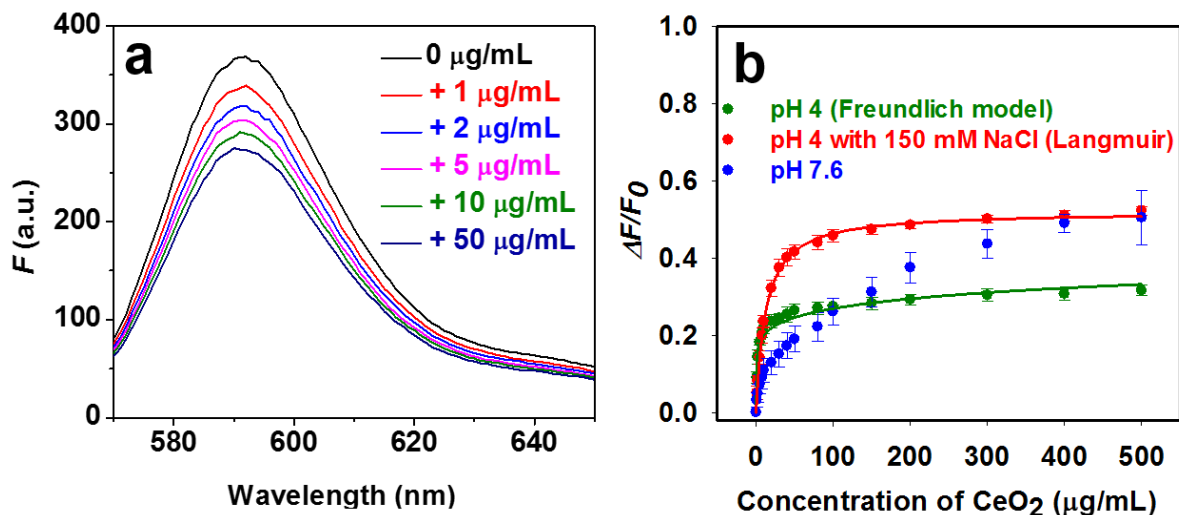 a
400
300
200
100
0
F (a.u.)
0 μg/mL
+ 1 μg/mL
+ 2 μg/mL
+ 5 μg/mL
+ 10 μg/mL
+ 50 μg/mL
580 600 620 640
Wavelength (nm)
b
1.0
0.8
0.6
0.4
0.2
0.0
ΔF/F0
pH 4 (Freundlich model)
pH 4 with 150 mM NaCl (Langmuir)
pH 7.6
0 100 200 300 400 500
Concentration of CeO2 (μg/mL)